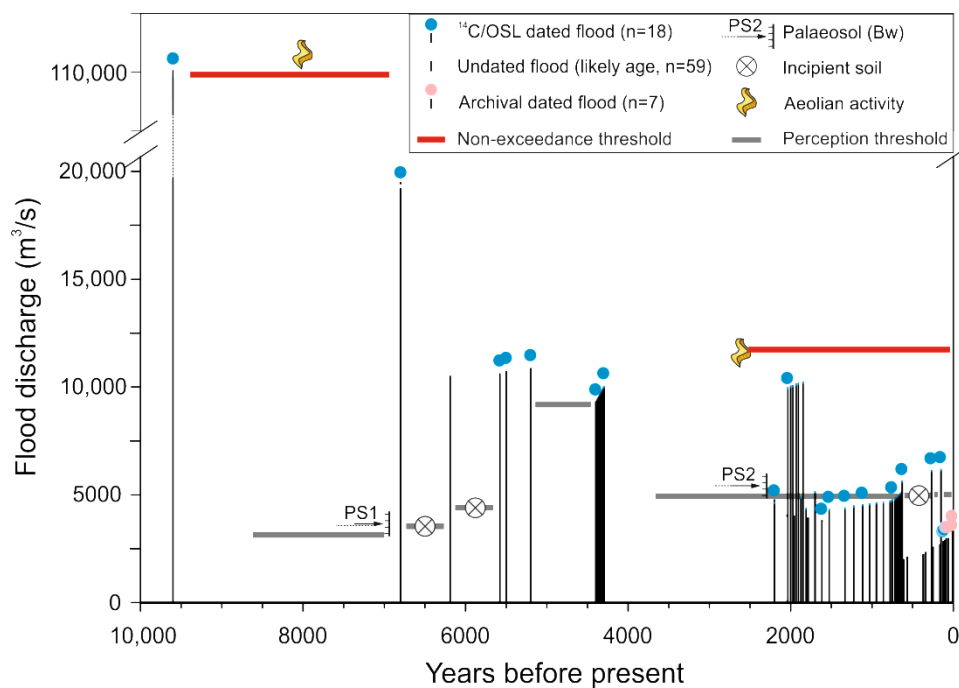 110,000
20,000
15,000
10,000
5000
0
Flood discharge (m³/s)
¹⁴C/OSL dated flood (n=18)
Undated flood (likely age, n=59)
Archival dated flood (n=7)
Non-exceedance threshold
PS2
Palaeosol (Bw)
Incipient soil
Aeolian activity
Perception threshold
PS1
PS2
10,000
8000
6000
4000
2000
0
Years before present